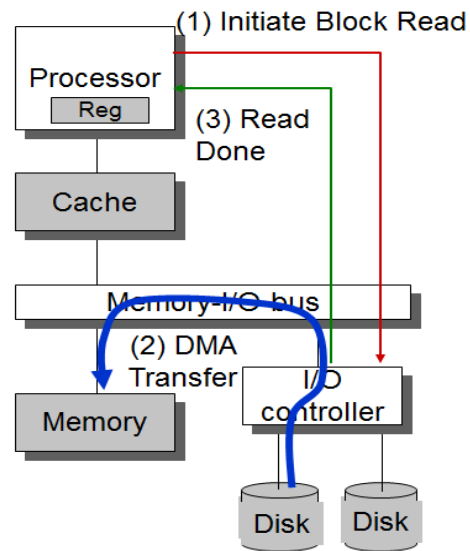 (1) Initiate Block Read
Processor
Reg
(3) Read
Done
Cache
Memory-I/O bus
(2) DMA
Transfer
I/O
controller
Memory
Disk
Disk